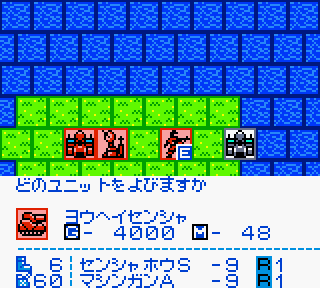 E
どのユニットをよびますか
ヨウヘイセンシャ
G- 4000 - 48
6 センシャホウS -9 R1
60 マシンガンA -9 R1